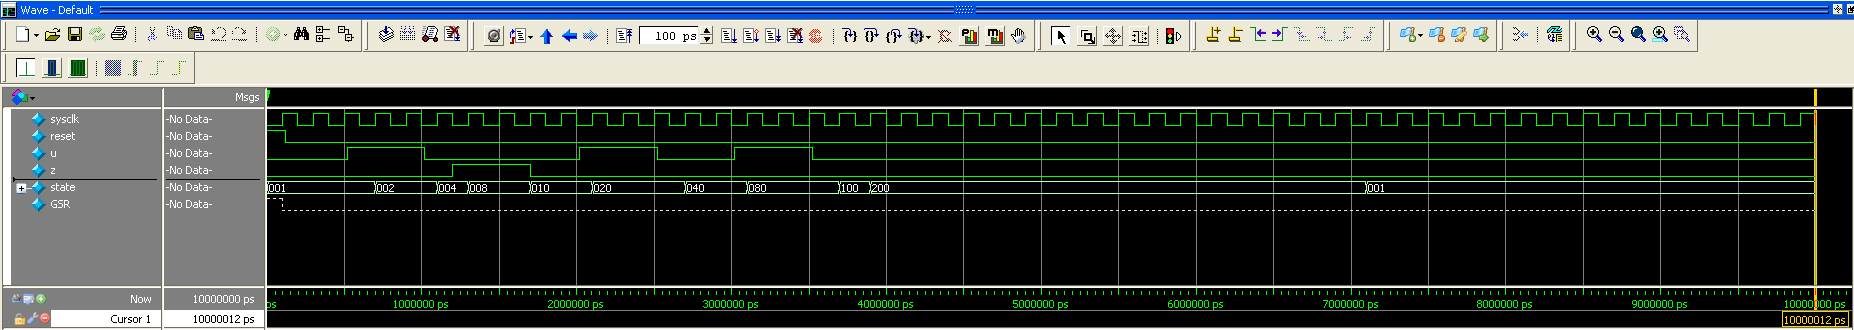 Wave - Default
100 ps
Msgs
sysclk -No Data-
reset -No Data-
u -No Data-
z -No Data-
state -No Data- 001 002 004 008 010 020 040 080 100 200 001
GSR -No Data-
Now 10000000 ps ps 1000000 ps 2000000 ps 3000000 ps 4000000 ps 5000000 ps 6000000 ps 7000000 ps 8000000 ps 9000000 ps 10000000 ps
Cursor 1 10000012 ps 10000012 ps